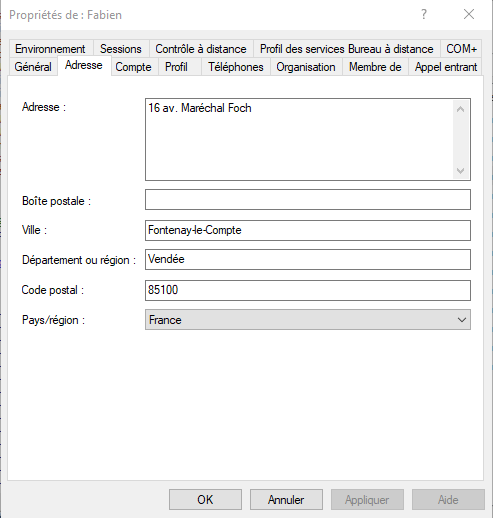 Propriétés de : Fabien
?
Environnement Sessions Contrôle à distance Profil des services Bureau à distance COM+
Général Adresse Compte Profil Téléphones Organisation Membre de Appel entrant
Adresse : 16 av. Maréchal Foch
Boîte postale :
Ville : Fontenay-le-Compte
Département ou région : Vendée
Code postal : 85100
Pays/région : France
OK Annuler Appliquer Aide